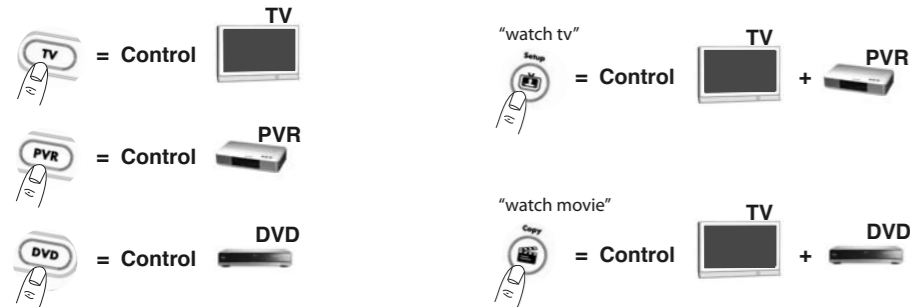 TV
TV = Control
PVR
PVR = Control
DVD
DVD = Control
"watch tv"
Setup
TV
PVR
= Control +
"watch movie"
Copy
TV
DVD
= Control +